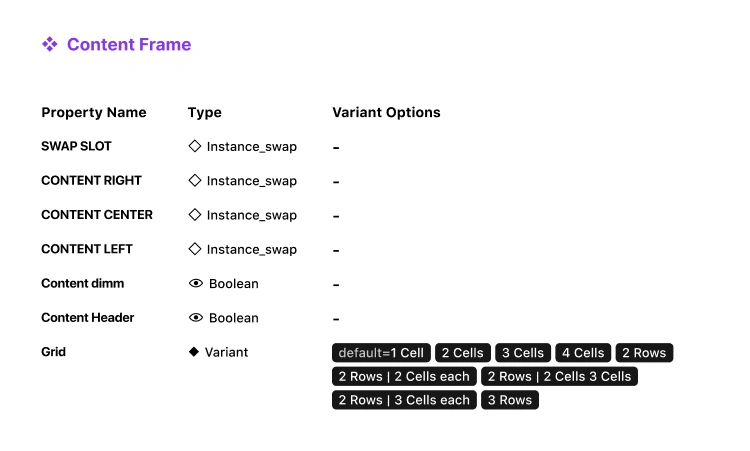 Content Frame
Property Name Type Variant Options
SWAP SLOT Instance_swap -
CONTENT RIGHT Instance_swap -
CONTENT CENTER Instance_swap -
CONTENT LEFT Instance_swap -
Content dimm Boolean -
Content Header Boolean -
Grid Variant default=1 Cell 2 Cells 3 Cells 4 Cells 2 Rows
2 Rows | 2 Cells each 2 Rows | 2 Cells 3 Cells
2 Rows | 3 Cells each 3 Rows